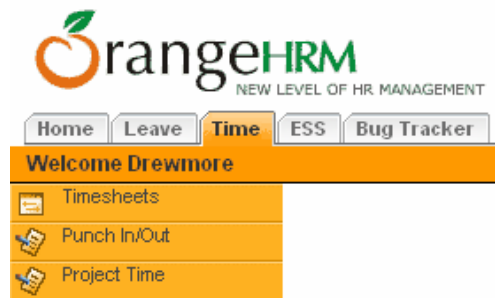 OrangeHRM
NEW LEVEL OF HR MANAGEMENT
Home Leave Time ESS Bug Tracker
Welcome Drewmore
Timesheets
Punch In/Out
Project Time